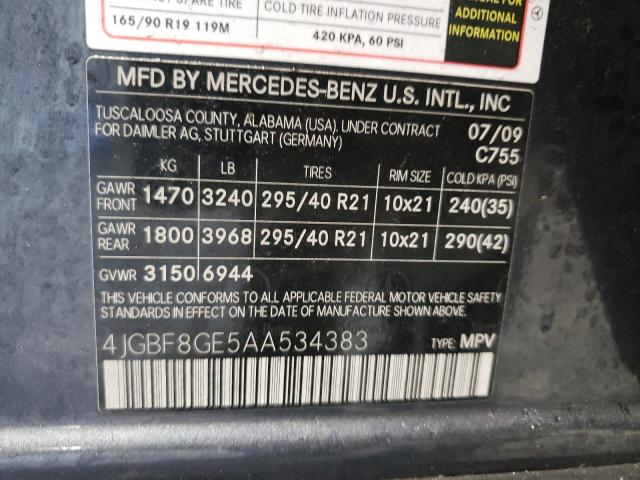 SPARE TIRE
165/90 R19 119M
COLD TIRE INFLATION PRESSURE
420 KPA, 60 PSI
MANUAL FOR
ADDITIONAL
INFORMATION
MFD BY MERCEDES-BENZ U.S. INTL., INC
TUSCALOOSA COUNTY, ALABAMA (USA), UNDER CONTRACT
FOR DAIMLER AG, STUTTGART (GERMANY)
07/09
C755
KG LB TIRES RIM SIZE COLD KPA (PSI)
GAWR FRONT 1470 3240 295/40 R21 10x21 240(35)
GAWR REAR 1800 3968 295/40 R21 10x21 290(42)
GVWR 3150 6944
THIS VEHICLE CONFORMS TO ALL APPLICABLE FEDERAL MOTOR VEHICLE SAFETY
STANDARDS IN EFFECT ON THE DATE OF MANUFACTURE SHOWN ABOVE.
4JGBF8GE5AA534383 TYPE: MPV